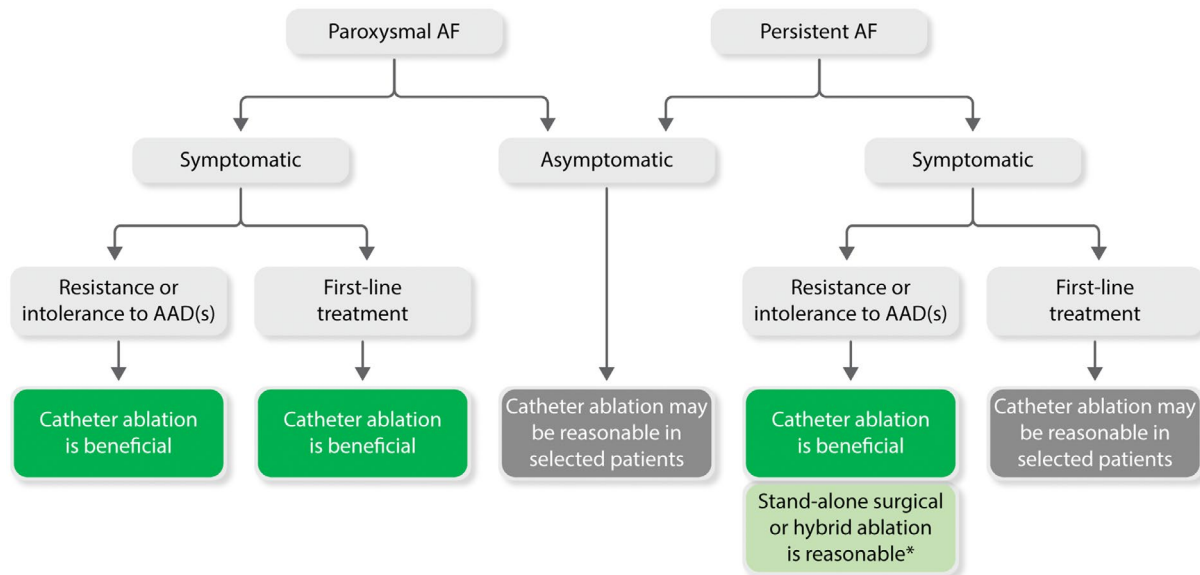 Paroxysmal AF
Persistent AF
Symptomatic
Asymptomatic
Symptomatic
Resistance or
intolerance to AAD(s)
First-line
treatment
Resistance or
intolerance to AAD(s)
First-line
treatment
Catheter ablation
is beneficial
Catheter ablation
is beneficial
Catheter ablation may
be reasonable in
selected patients
Catheter ablation
is beneficial
Catheter ablation may
be reasonable in
selected patients
Stand-alone surgical
or hybrid ablation
is reasonable*